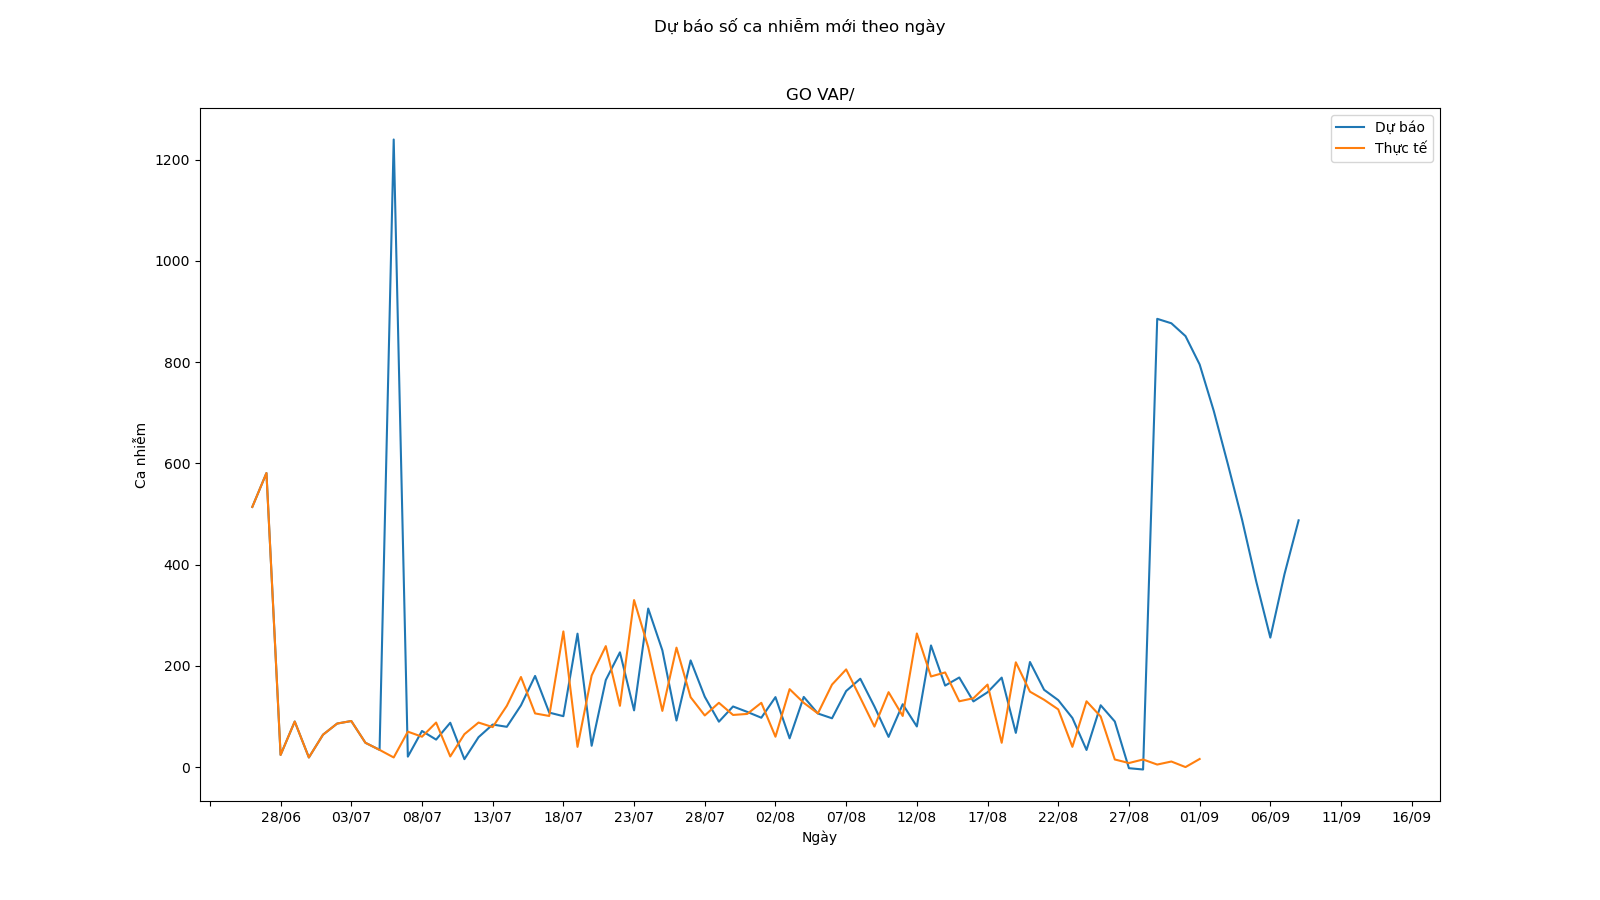 Dự báo số ca nhiễm mới theo ngày
GO VAP/
Dự báo
Thực tế
1200
1000
800
600
400
200
0
Ca nhiễm
28/06 03/07 08/07 13/07 18/07 23/07 28/07 02/08 07/08 12/08 17/08 22/08 27/08 01/09 06/09 11/09 16/09
Ngày